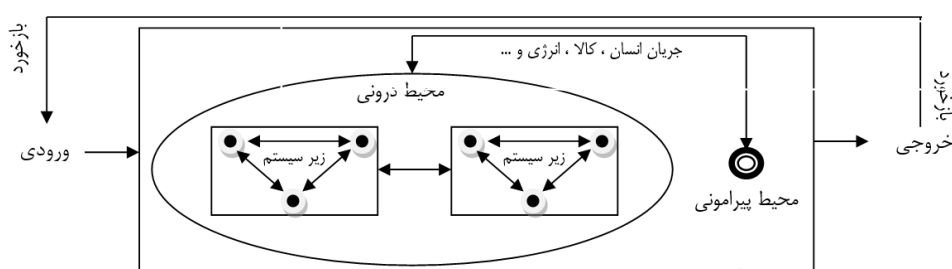 بازخورد
جریان انسان ، کالا ، انرژی و ...
بازخورد
محیط درونی
ورودی
زیر سیستم
زیر سیستم
خروجی
محیط پیرامونی